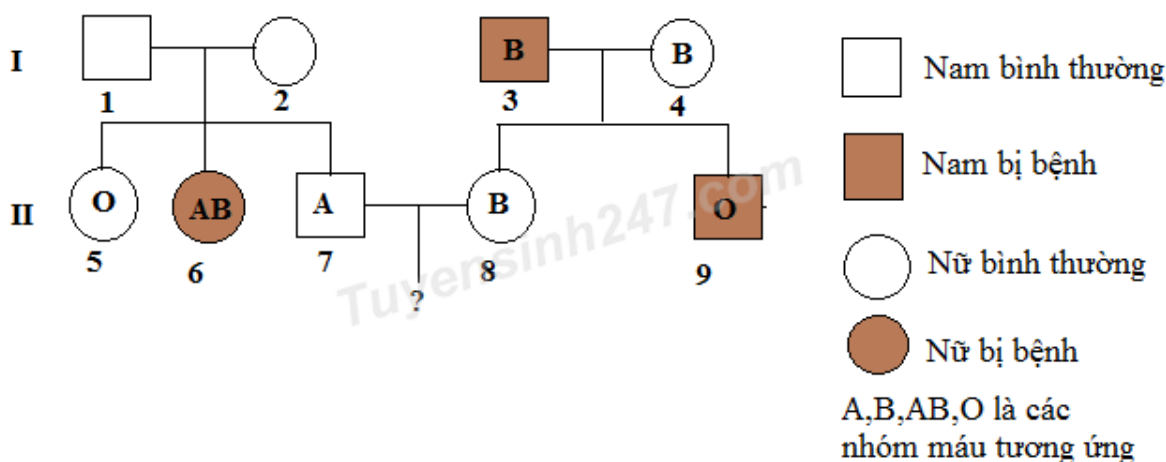 I
1
2
B
3
B
4
II
O
5
AB
6
A
7
B
8
O
9
?
Nam bình thường
Nam bị bệnh
Nữ bình thường
Nữ bị bệnh
A,B,AB,O là các
nhóm máu tương ứng
Tuyensinh247.com